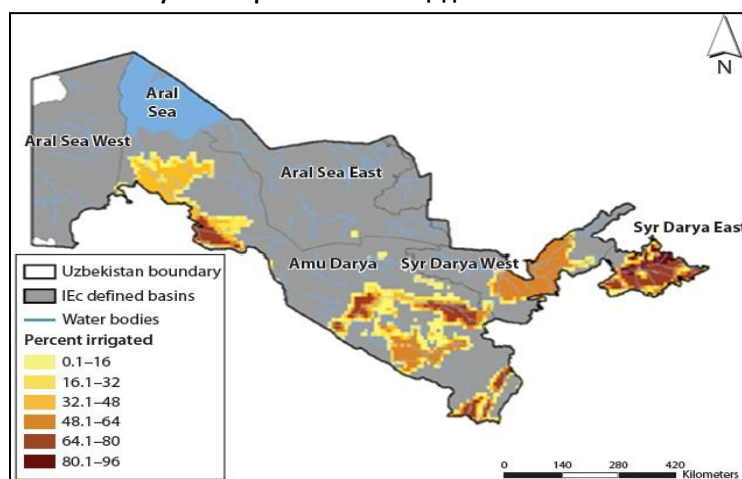 N
Aral
Sea
Aral Sea West
Aral Sea East
Syr Darya East
Amu Darya
Syr Darya West
Uzbekistan boundary
IEc defined basins
Water bodies
Percent irrigated
0.1–16
16.1–32
32.1–48
48.1–64
64.1–80
80.1–96
0 140 280 420
Kilometers